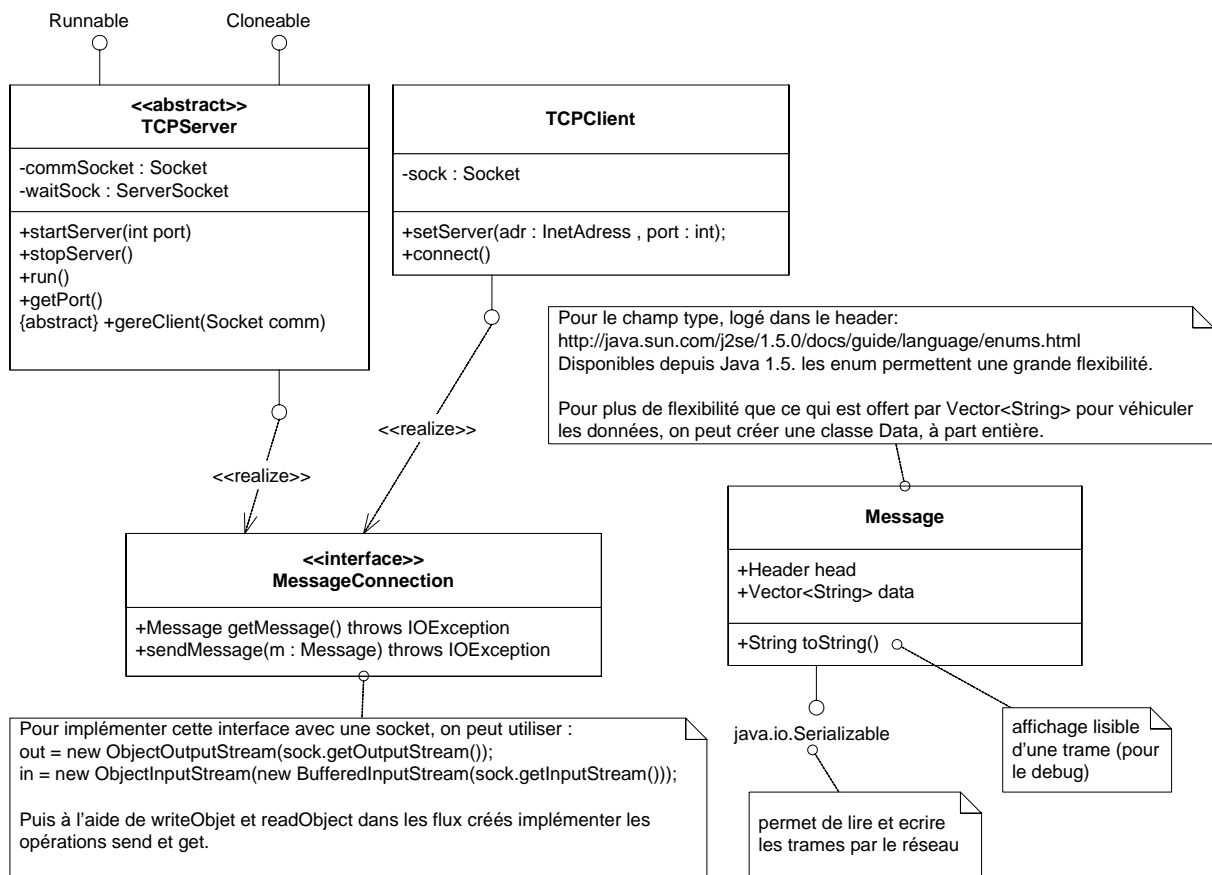 Runnable
Cloneable
<<abstract>>
TCPServer
-commSocket : Socket
-waitSock : ServerSocket
+startServer(int port)
+stopServer()
+run()
+getPort()
{abstract} +gereClient(Socket comm)
TCPClient
-sock : Socket
+setServer(adr : InetAdress , port : int);
+connect()
Pour le champ type, logé dans le header:
http://java.sun.com/j2se/1.5.0/docs/guide/language/enums.html
Disponibles depuis Java 1.5. les enum permettent une grande flexibilité.
Pour plus de flexibilité que ce qui est offert par Vector<String> pour véhiculer
les données, on peut créer une classe Data, à part entière.
<<realize>>
<<realize>>
<<interface>>
MessageConnection
+Message getMessage() throws IOException
+sendMessage(m : Message) throws IOException
Message
+Header head
+Vector<String> data
+String toString()
Pour implémenter cette interface avec une socket, on peut utiliser :
out = new ObjectOutputStream(sock.getOutputStream());
in = new ObjectInputStream(new BufferedInputStream(sock.getInputStream()));
Puis à l'aide de writeObjet et readObject dans les flux créés implémenter les
opérations send et get.
java.io.Serializable
affichage lisible
d'une trame (pour
le debug)
permet de lire et ecrire
les trames par le réseau